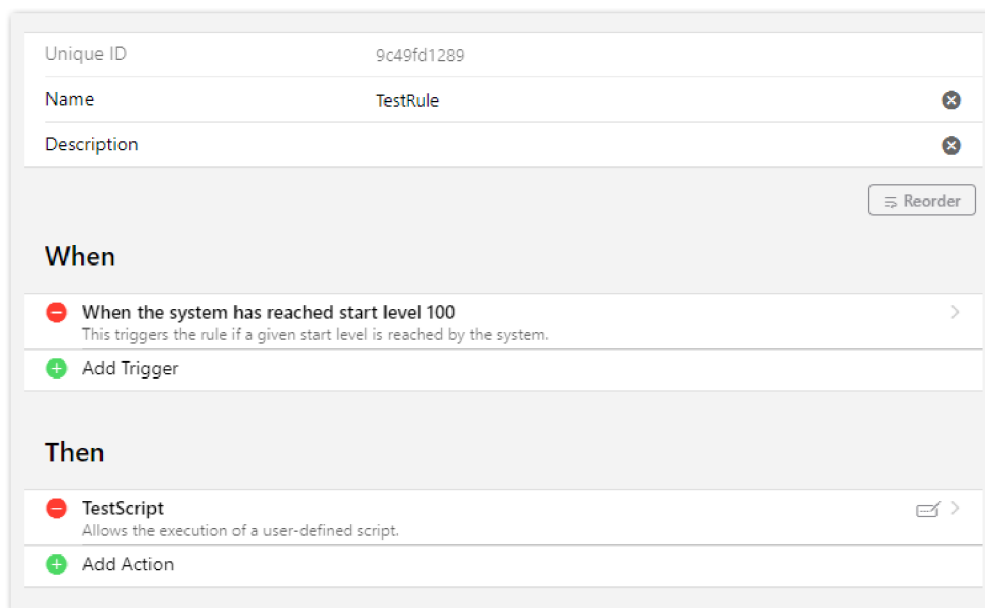 Unique ID 9c49fd1289
Name TestRule
Description
Reorder
When
When the system has reached start level 100
This triggers the rule if a given start level is reached by the system.
Add Trigger
Then
TestScript
Allows the execution of a user-defined script.
Add Action